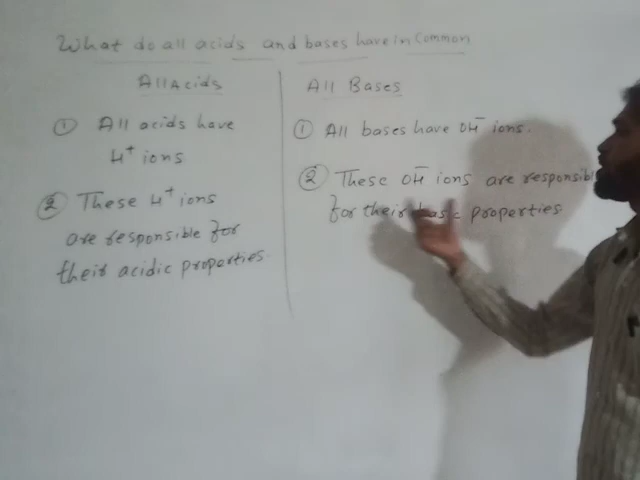 What do all acids and bases have in Common
All Acids
① All acids have
H⁺ ions
② These H⁺ ions
are responsible for
their acidic properties.
All Bases
① All bases have OH⁻ ions.
② These OH⁻ ions are responsibl
for their basic properties